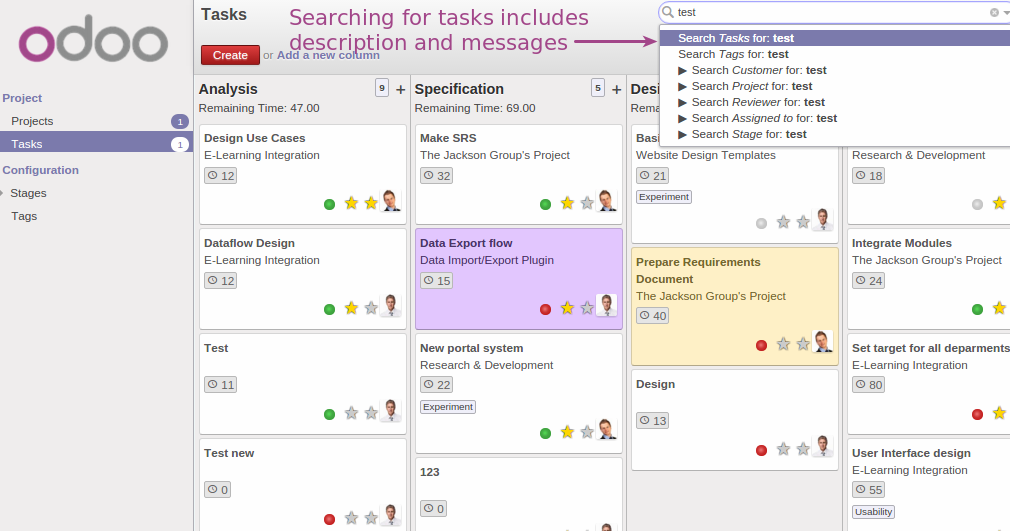 odoo
Project
Projects 1
Tasks 1
Configuration
Stages
Tags
Tasks
Searching for tasks includes
description and messages
Create or Add a new column
test
Search Tasks for: test
Search Tags for: test
Search Customer for: test
Search Project for: test
Search Reviewer for: test
Search Assigned to for: test
Search Stage for: test
Analysis 9 +
Remaining Time: 47.00
Design Use Cases
E-Learning Integration
12
Dataflow Design
E-Learning Integration
12
Test
11
Test new
0
Specification 5 +
Remaining Time: 69.00
Make SRS
The Jackson Group's Project
32
Data Export flow
Data Import/Export Plugin
15
New portal system
Research & Development
22
Experiment
123
0
Website Design Templates
21
Experiment
Prepare Requirements
Document
The Jackson Group's Project
40
Design
13
Research & Development
18
Integrate Modules
The Jackson Group's Project
24
Set target for all deparments
E-Learning Integration
80
User Interface design
E-Learning Integration
55
Usability